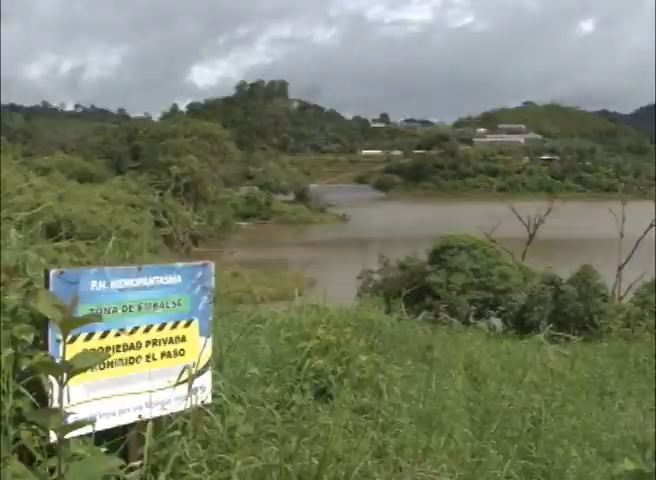 P.H. HIDROPANTASMA
ZONA DE EMBALSE
PROPIEDAD PRIVADA
PROHIBIDO EL PASO